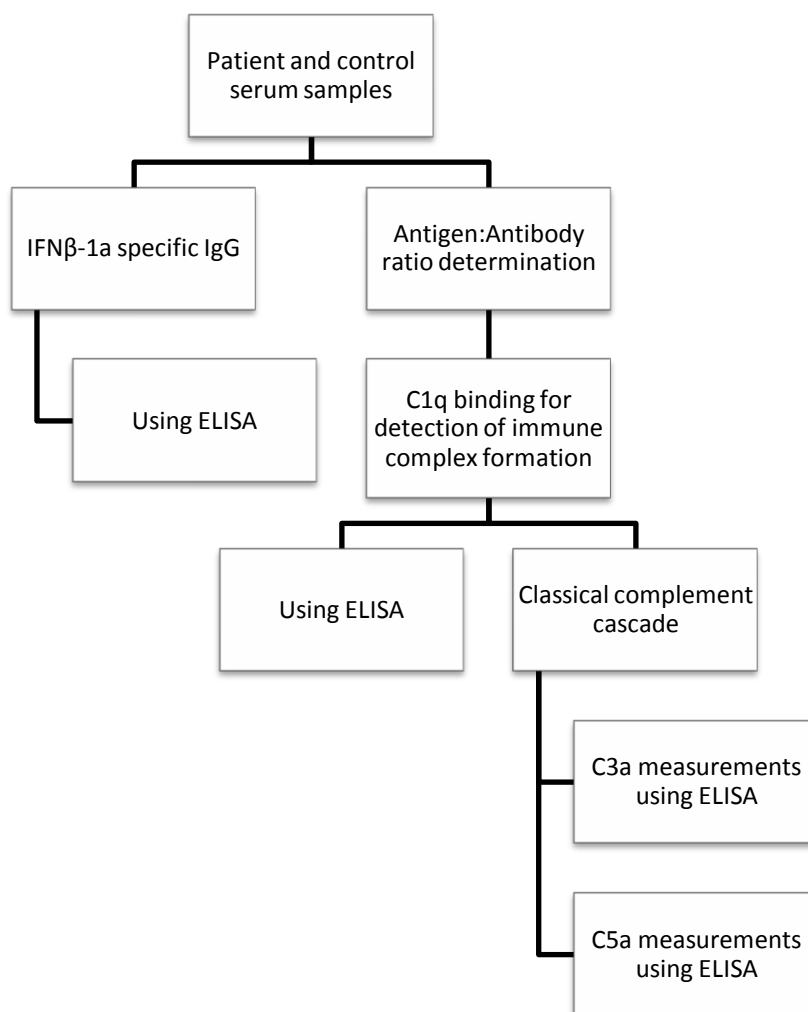 Patient and control
serum samples
IFNβ-1a specific IgG
Antigen:Antibody
ratio determination
Using ELISA
C1q binding for
detection of immune
complex formation
Using ELISA
Classical complement
cascade
C3a measurements
using ELISA
C5a measurements
using ELISA